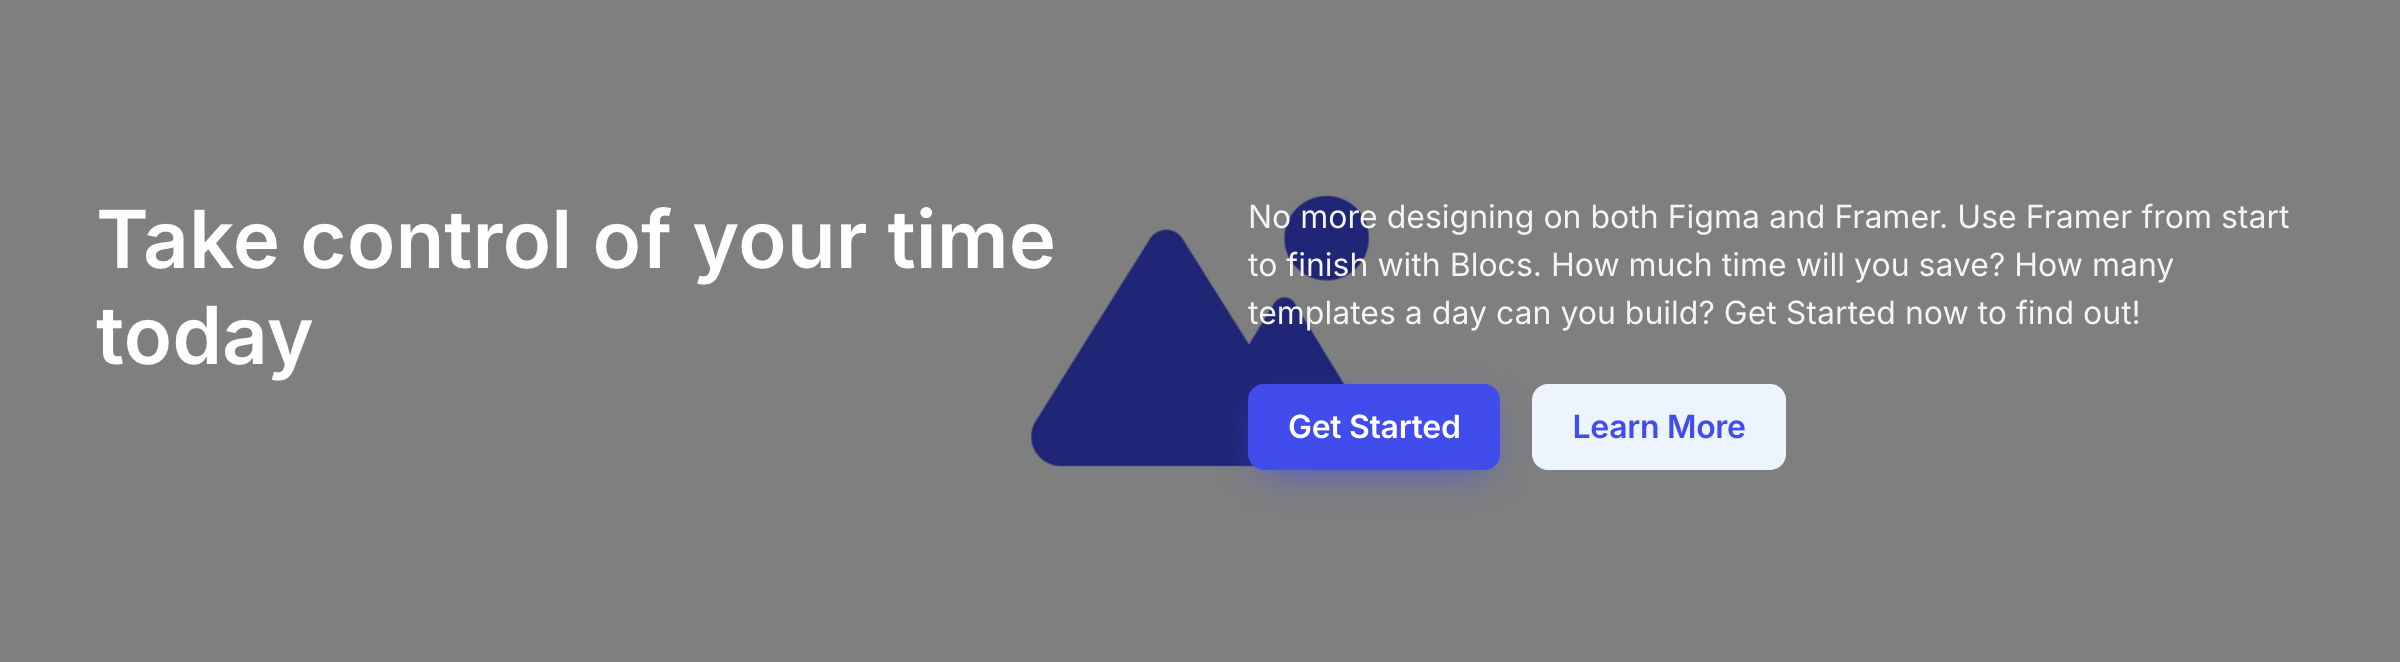 Take control of your time
today
No more designing on both Figma and Framer. Use Framer from start
to finish with Blocs. How much time will you save? How many
templates a day can you build? Get Started now to find out!
Get Started
Learn More